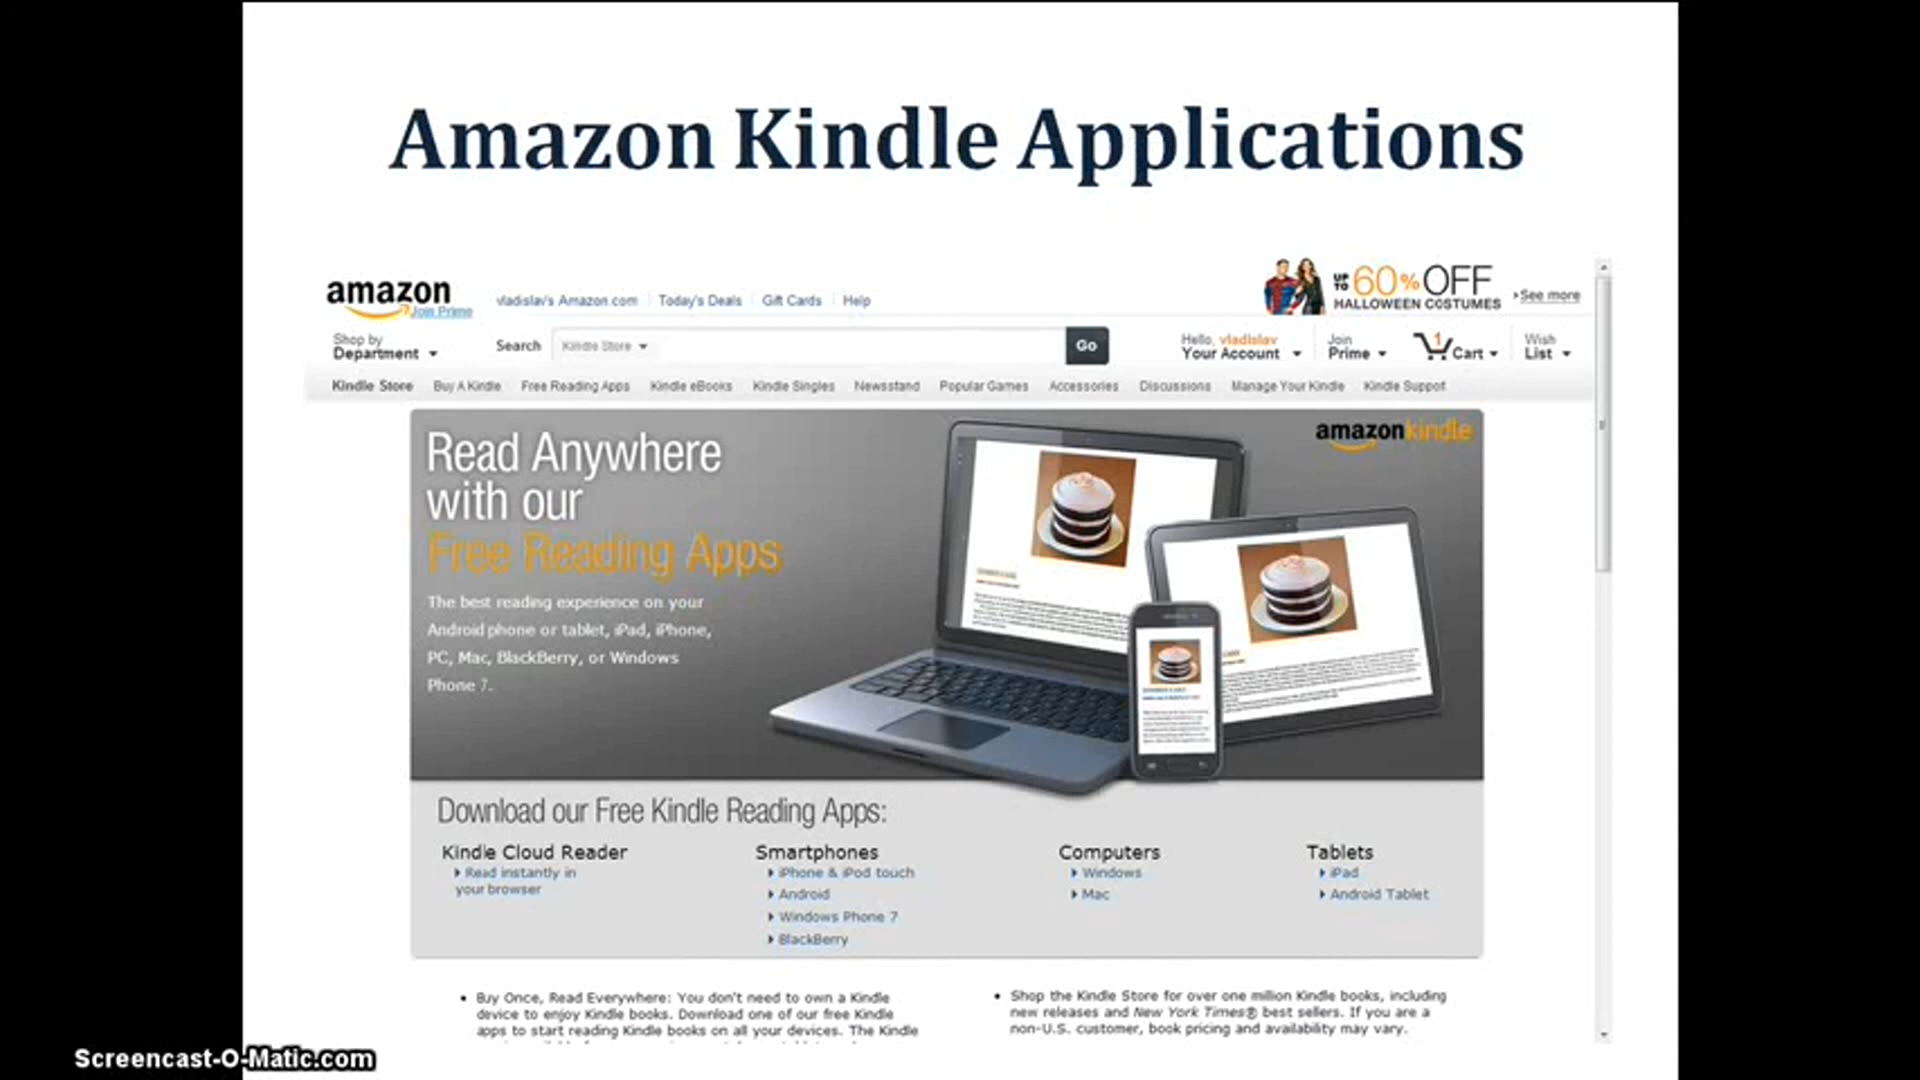 Amazon Kindle Applications
amazon
Join Prime
vladislav's Amazon.com
Today's Deals
Gift Cards
Help
UP TO 60% OFF
HALLOWEEN COSTUMES
See more
Shop by
Department
Search
Kindle Store
Go
Hello, vladislav
Your Account
Join
Prime
1
Cart
Wish
List
Kindle Store
Buy A Kindle
Free Reading Apps
Kindle eBooks
Kindle Singles
Newsstand
Popular Games
Accessories
Discussions
Manage Your Kindle
Kindle Support
Read Anywhere
with our
Free Reading Apps
amazonkindle
The best reading experience on your
Android phone or tablet, iPad, iPhone,
PC, Mac, BlackBerry, or Windows
Phone 7.
Download our Free Kindle Reading Apps:
Kindle Cloud Reader
Read instantly in
your browser
Smartphones
iPhone & iPod touch
Android
Windows Phone 7
BlackBerry
Computers
Windows
Mac
Tablets
iPad
Android Tablet
• Buy Once, Read Everywhere: You don't need to own a Kindle
device to enjoy Kindle books. Download one of our free Kindle
apps to start reading Kindle books on all your devices. The Kindle
• Shop the Kindle Store for over one million Kindle books, including
new releases and New York Times® best sellers. If you are a
non-U.S. customer, book pricing and availability may vary.
Screencast-O-Matic.com